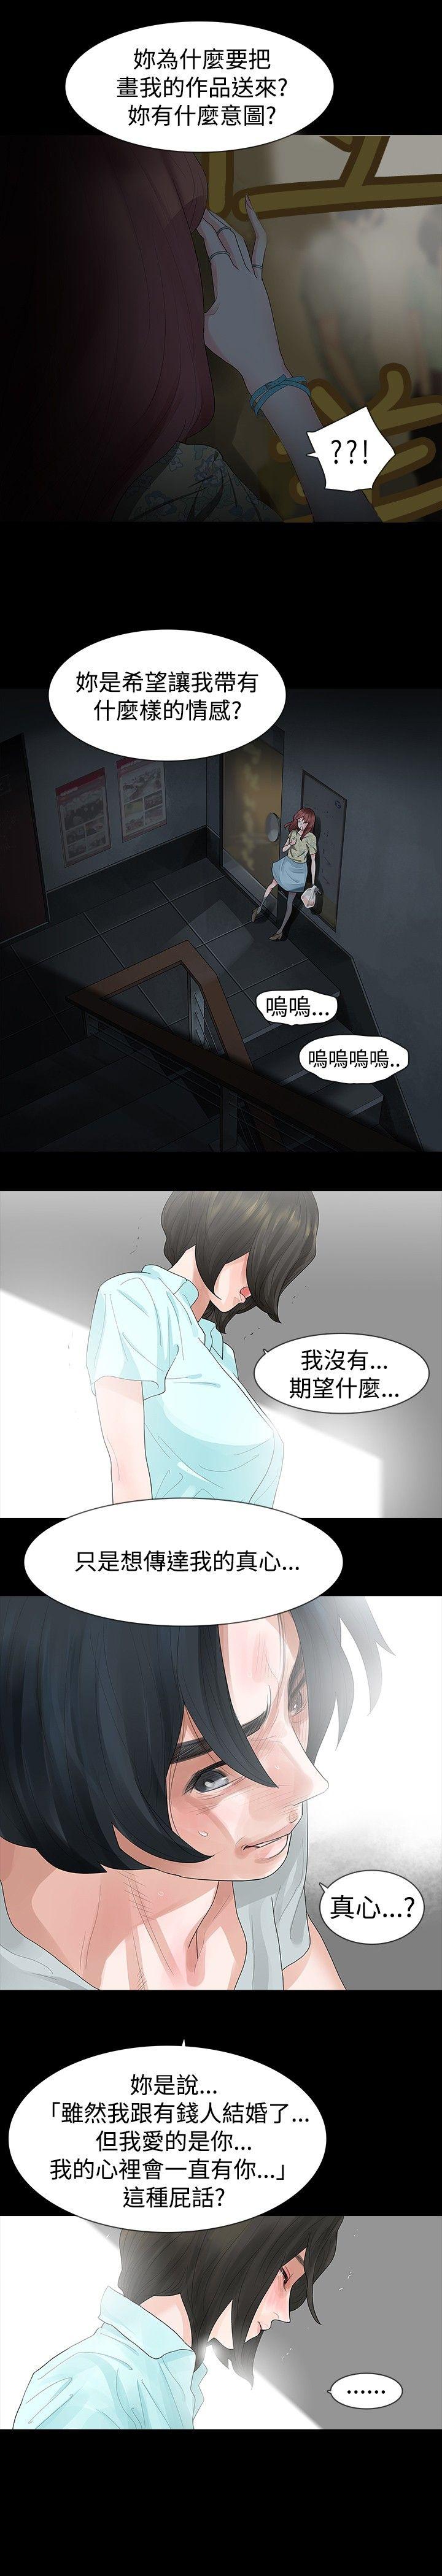 妳為什麼要把
畫我的作品送來?
妳有什麼意圖?
??!
妳是希望讓我帶有
什麼樣的情感?
嗚嗚...
嗚嗚嗚嗚..
我沒有...
期望什麼...
只是想傳達我的真心...
真心...?
妳是說...
「雖然我跟有錢人結婚了...
但我愛的是你...
我的心裡會一直有你...」
這種屁話?
......